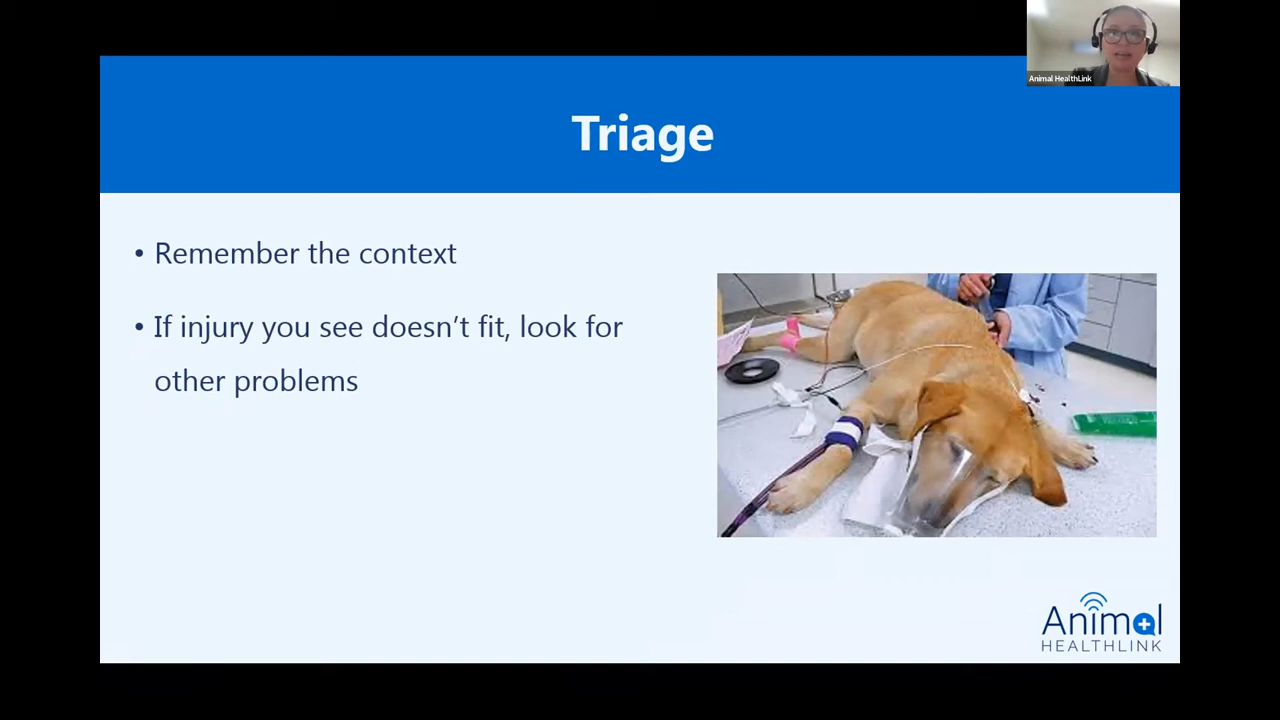 Animal HealthLink
Triage
• Remember the context
• If injury you see doesn’t fit, look for
other problems
Animal
HEALTHLINK